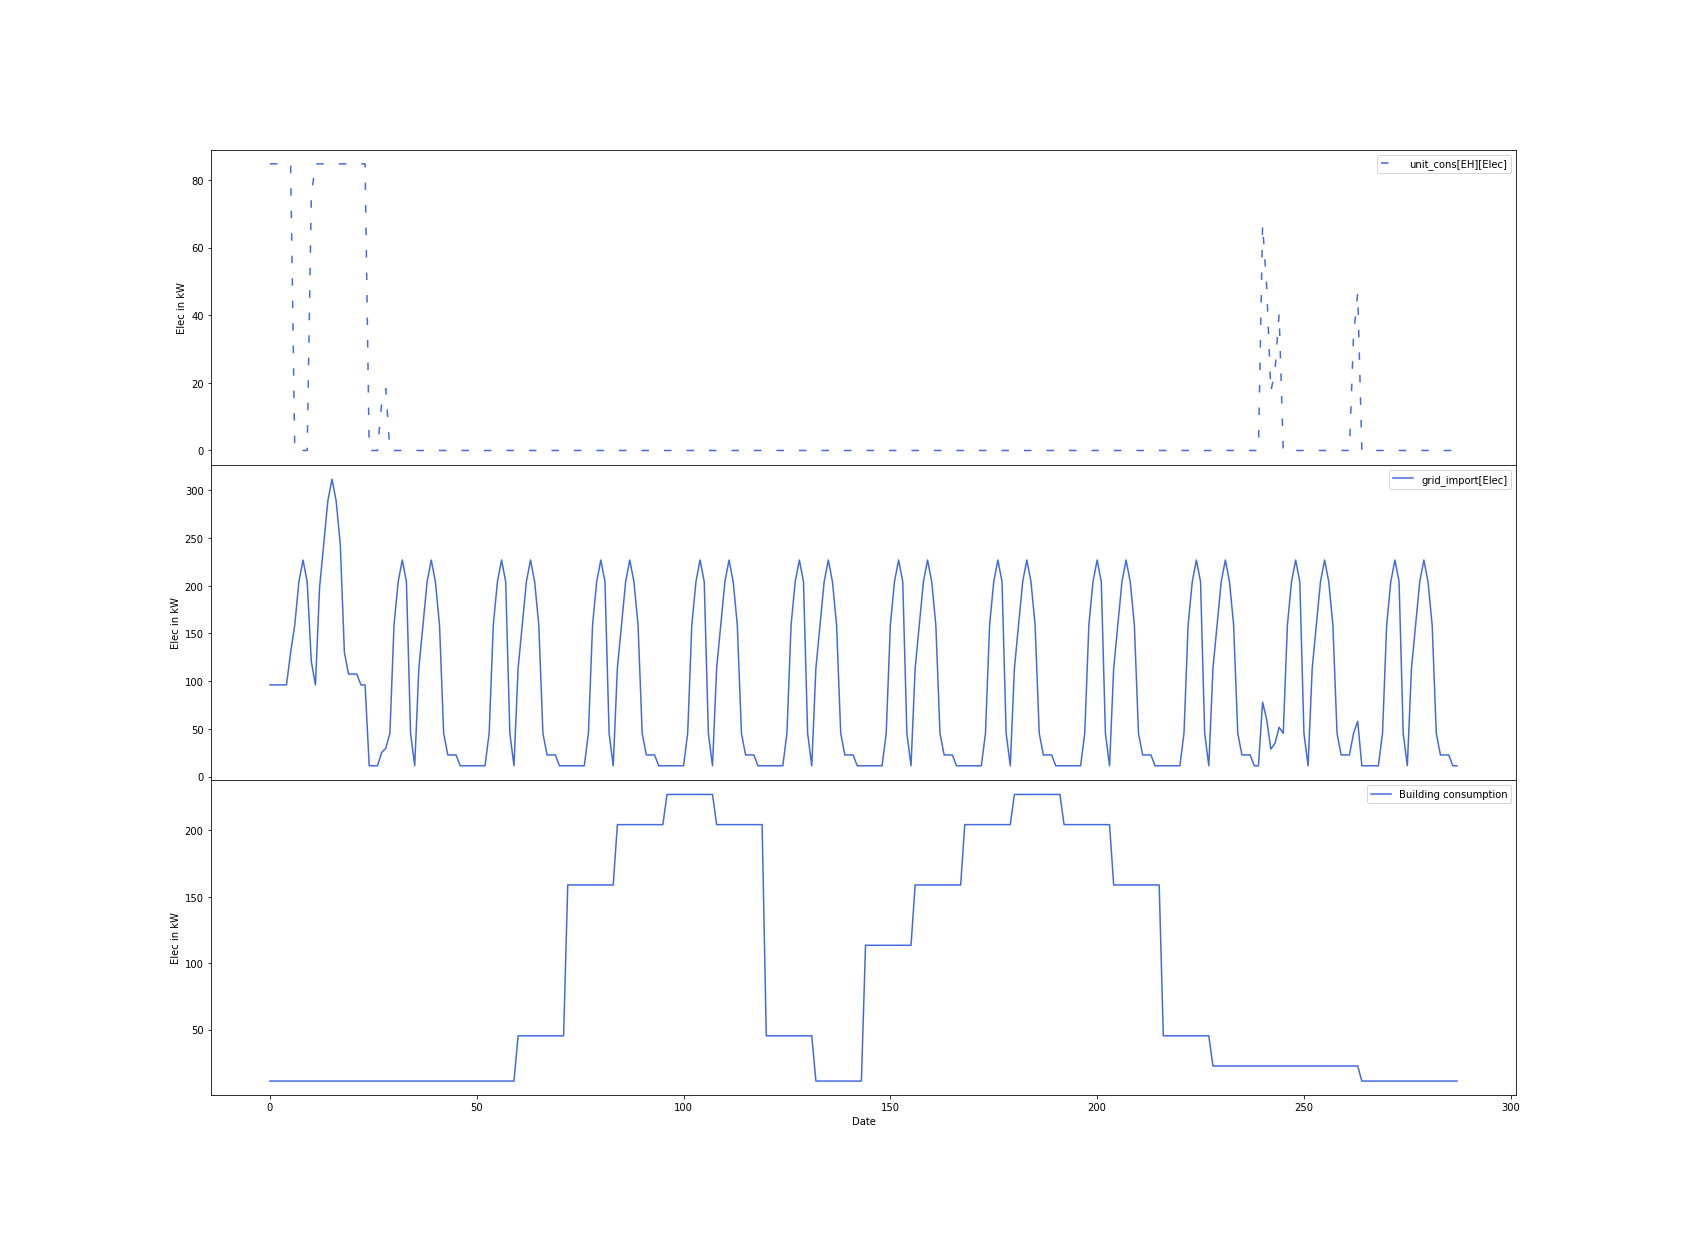 unit_cons[EH][Elec]
80
60
40
20
0
Elec in kW
grid_import[Elec]
300
250
200
150
100
50
0
Elec in kW
Building consumption
200
150
100
50
Elec in kW
0 50 100 150 200 250 300
Date